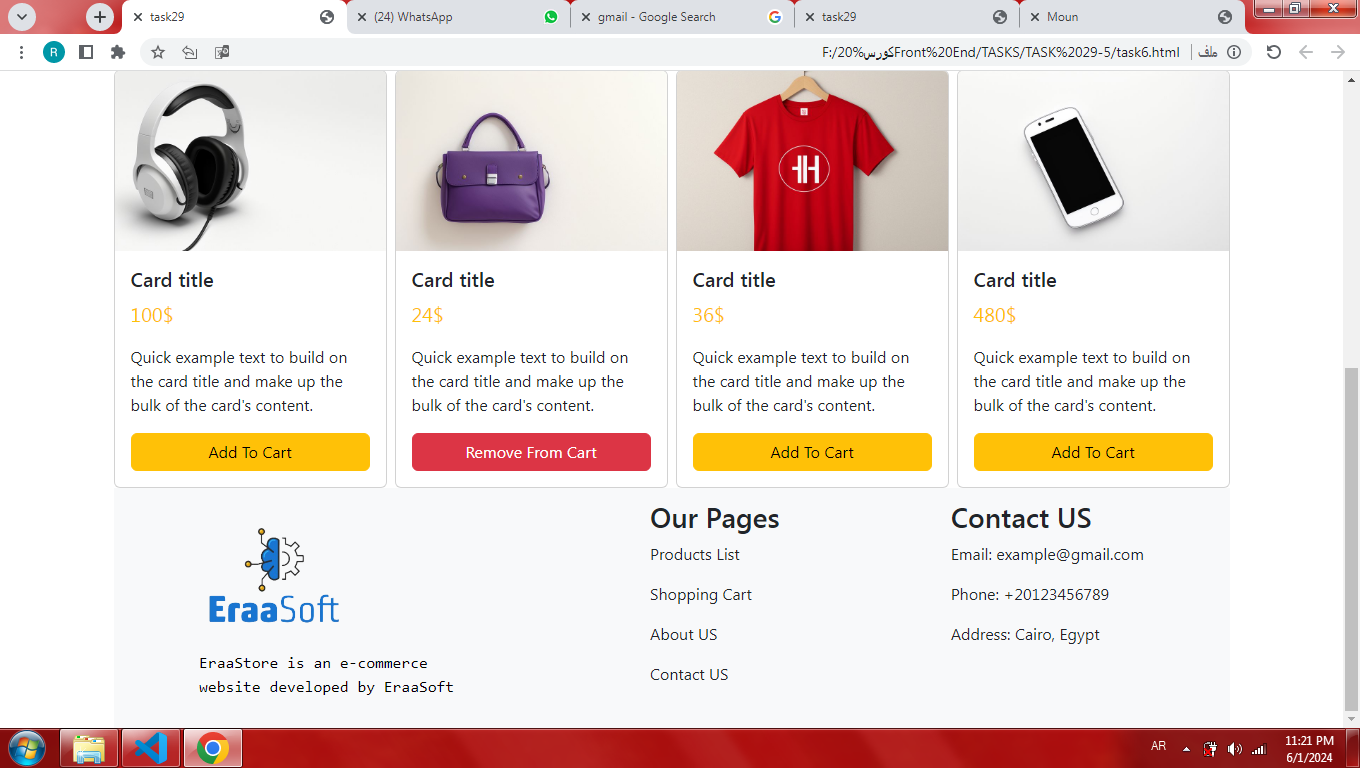 task29
(24) WhatsApp
gmail - Google Search
task29
Moun
R
F:/20%كورس%20Front%20End/TASKS/TASK%2029-5/task6.html
ملف
Card title
100$
Quick example text to build on
the card title and make up the
bulk of the card's content.
Add To Cart
Card title
24$
Quick example text to build on
the card title and make up the
bulk of the card's content.
Remove From Cart
H
Card title
36$
Quick example text to build on
the card title and make up the
bulk of the card's content.
Add To Cart
Card title
480$
Quick example text to build on
the card title and make up the
bulk of the card's content.
Add To Cart
EraaSoft
EraaStore is an e-commerce
website developed by EraaSoft
Our Pages
Products List
Shopping Cart
About US
Contact US
Contact US
Email: example@gmail.com
Phone: +20123456789
Address: Cairo, Egypt
AR
11:21 PM
6/1/2024